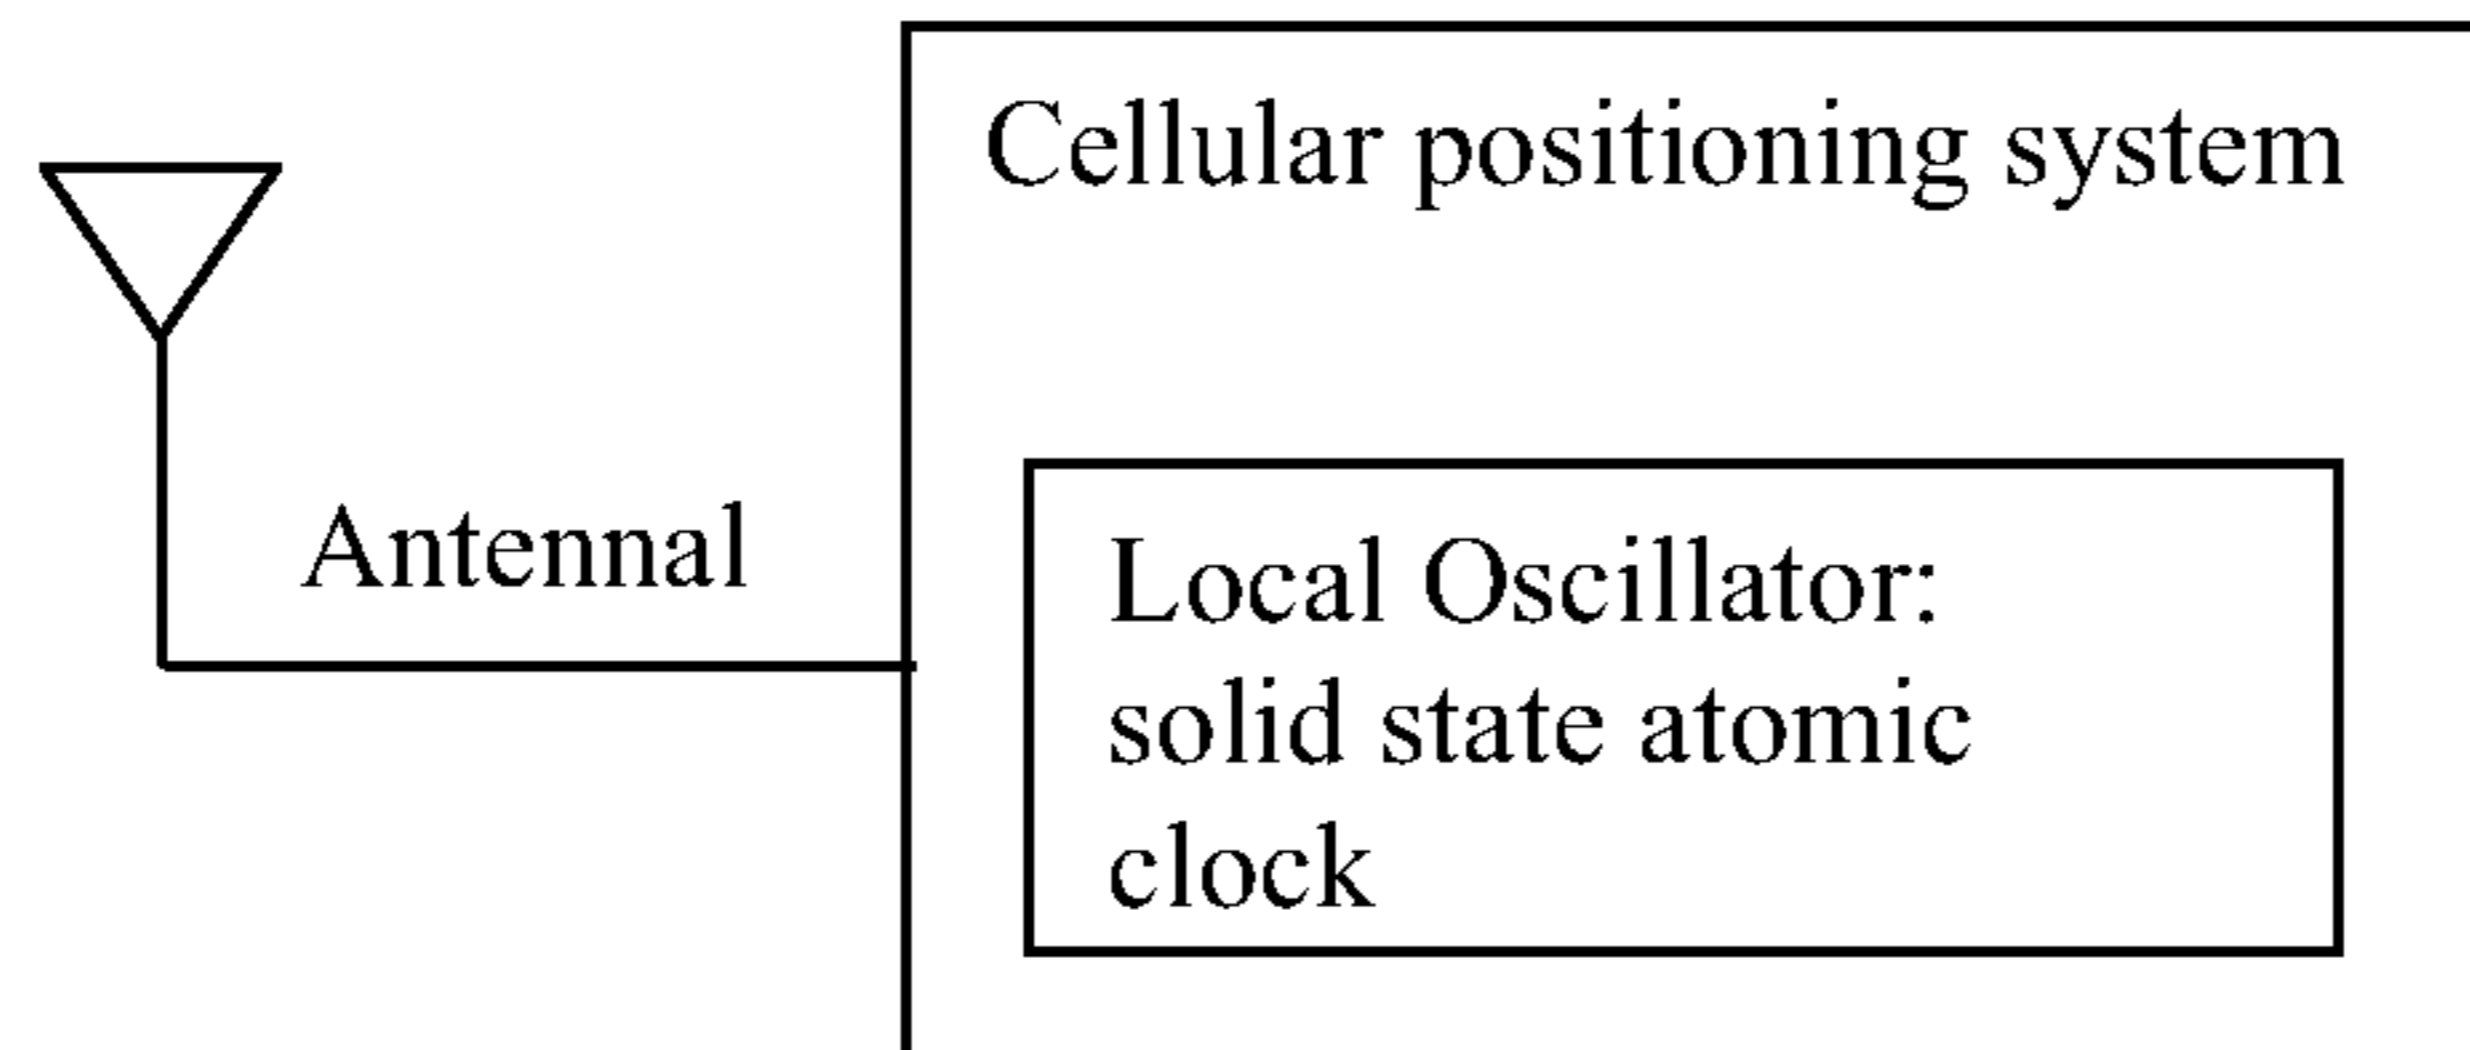 Cellular positioning system
Antennal
Local Oscillator:
solid state atomic
clock